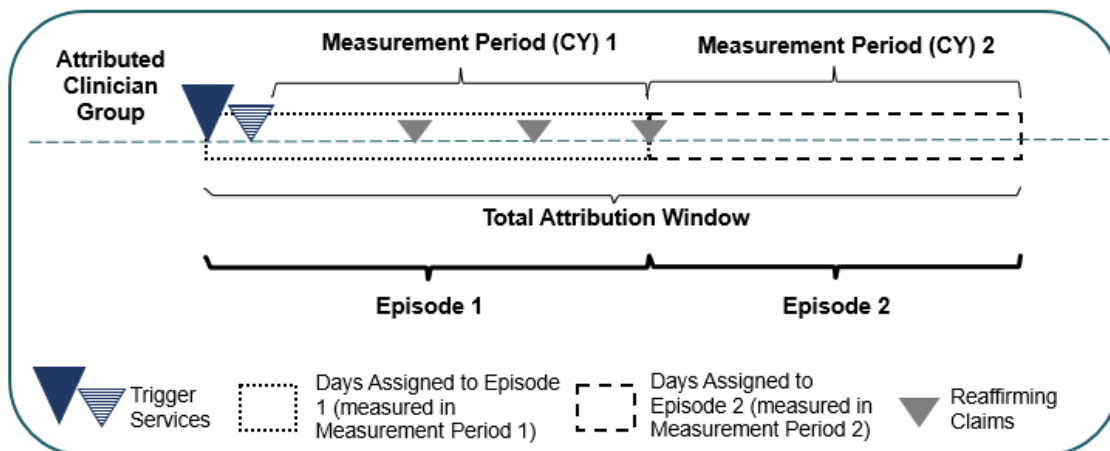 Measurement Period (CY) 1
Measurement Period (CY) 2
Attributed
Clinician
Group
Total Attribution Window
Episode 1
Episode 2
Trigger
Services
Days Assigned to Episode
1 (measured in
Measurement Period 1)
Days Assigned to
Episode 2 (measured in
Measurement Period 2)
Reaffirming
Claims